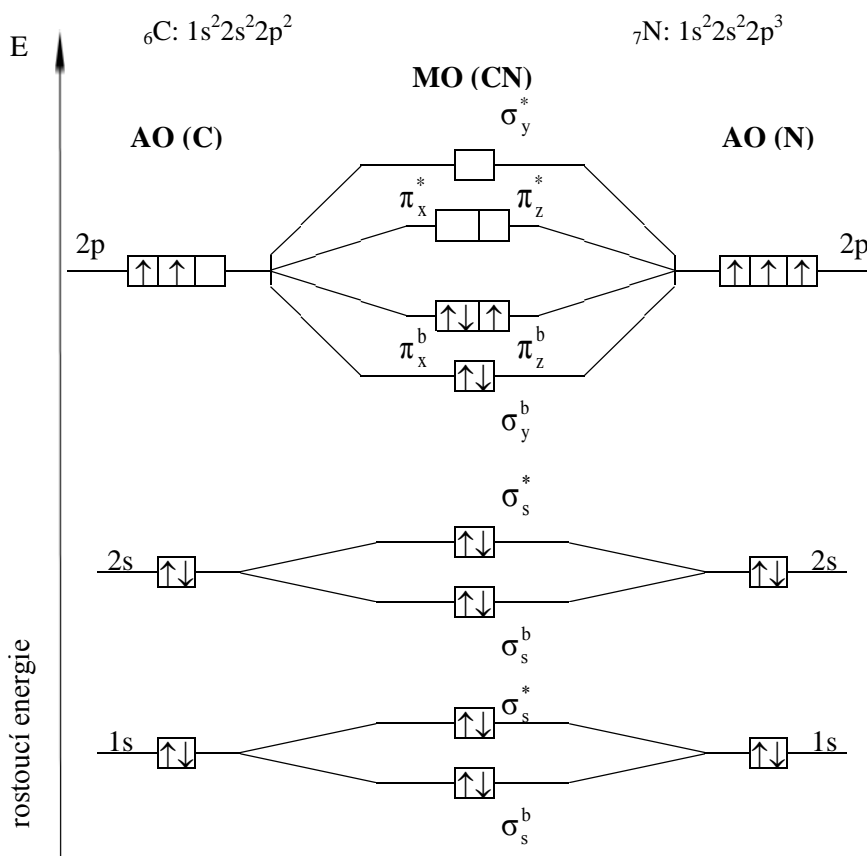 E ₆C: 1s²2s²2p² ₇N: 1s²2s²2p³
MO (CN)
σ*y
AO (C) AO (N)
π*x π*z
2p ↑ ↑ ↑ ↑ ↑ 2p
↑↓ ↑
πᵇx πᵇz
↑↓
σᵇy
σ*s
↑↓
2s ↑↓ ↑↓ 2s
↑↓
σᵇs
σ*s
↑↓
1s ↑↓ ↑↓ 1s
↑↓
σᵇs
rostoucí energie